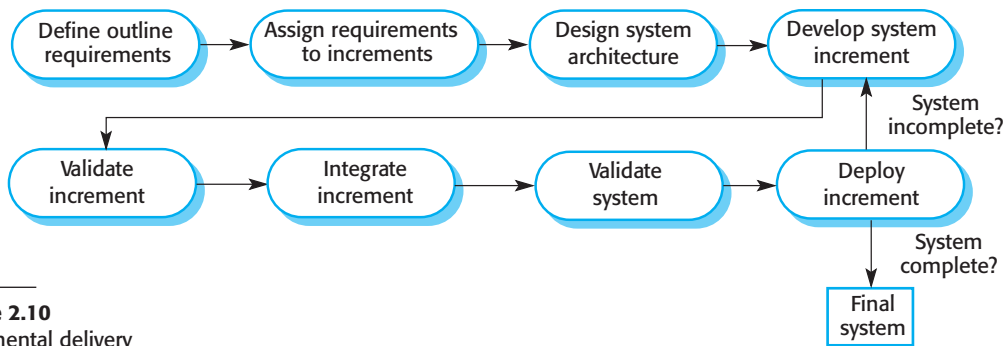 Define outline
requirements
Assign requirements
to increments
Design system
architecture
Develop system
increment
System
incomplete?
Validate
increment
Integrate
increment
Validate
system
Deploy
increment
System
complete?
Final
system
2.10
mental delivery